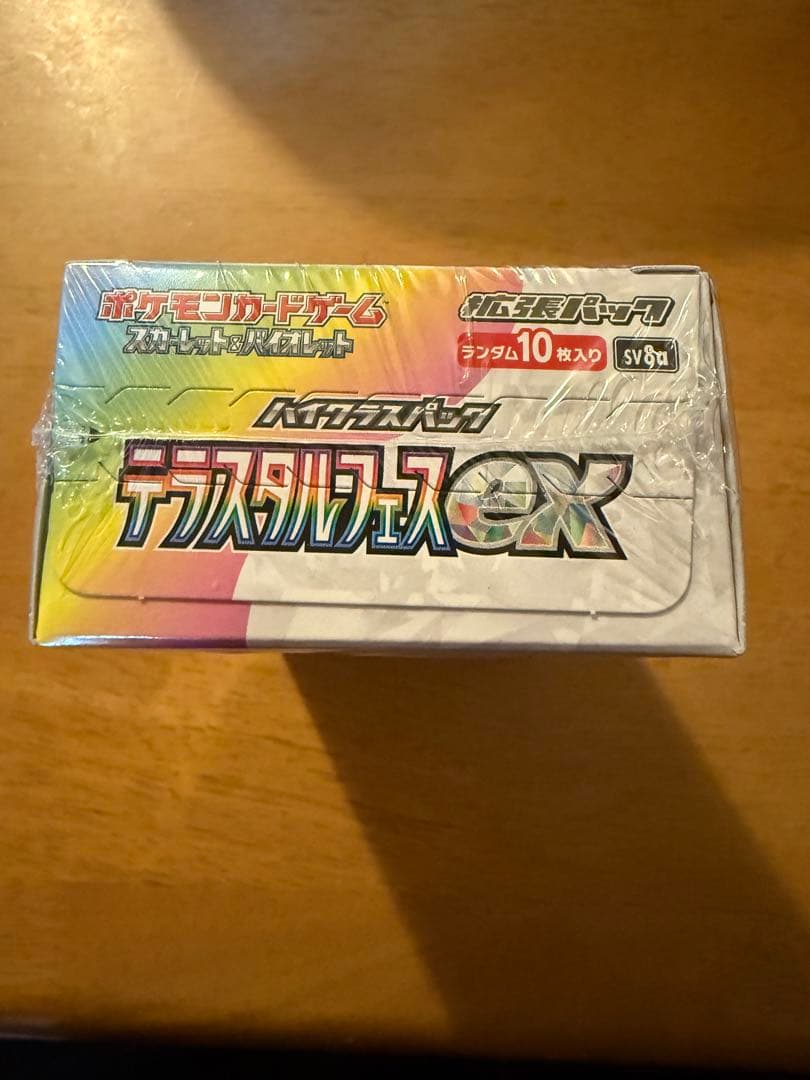 ポケモンカードゲーム
スカーレット&バイオレット
拡張パック
ランダム10枚入り
SV8a
ハイクラスパック
テラスタルフェスex